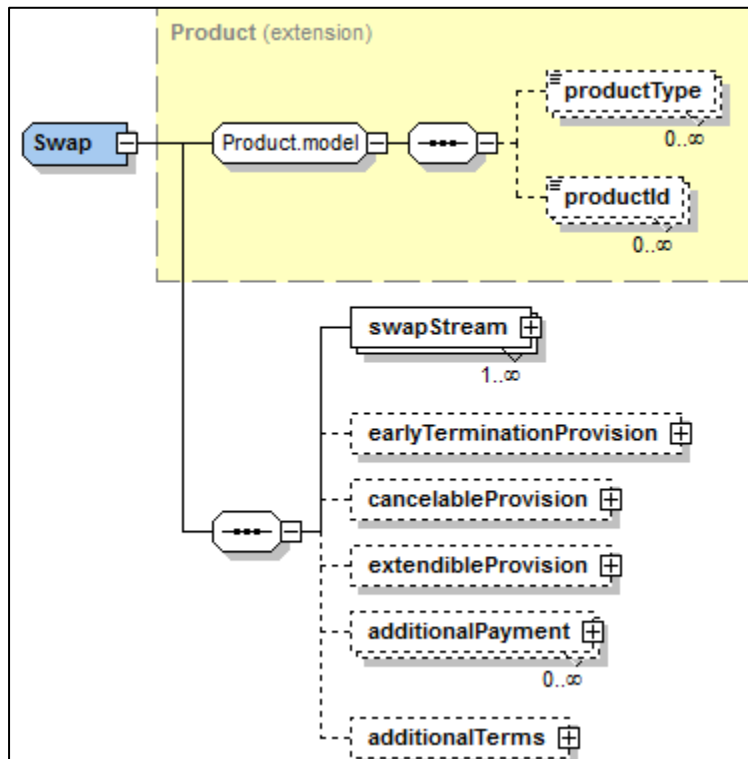 Product (extension)
productType
0..∞
Swap
Product.model
productId
0..∞
swapStream
1..∞
earlyTerminationProvision
cancelableProvision
extendibleProvision
additionalPayment
0..∞
additionalTerms